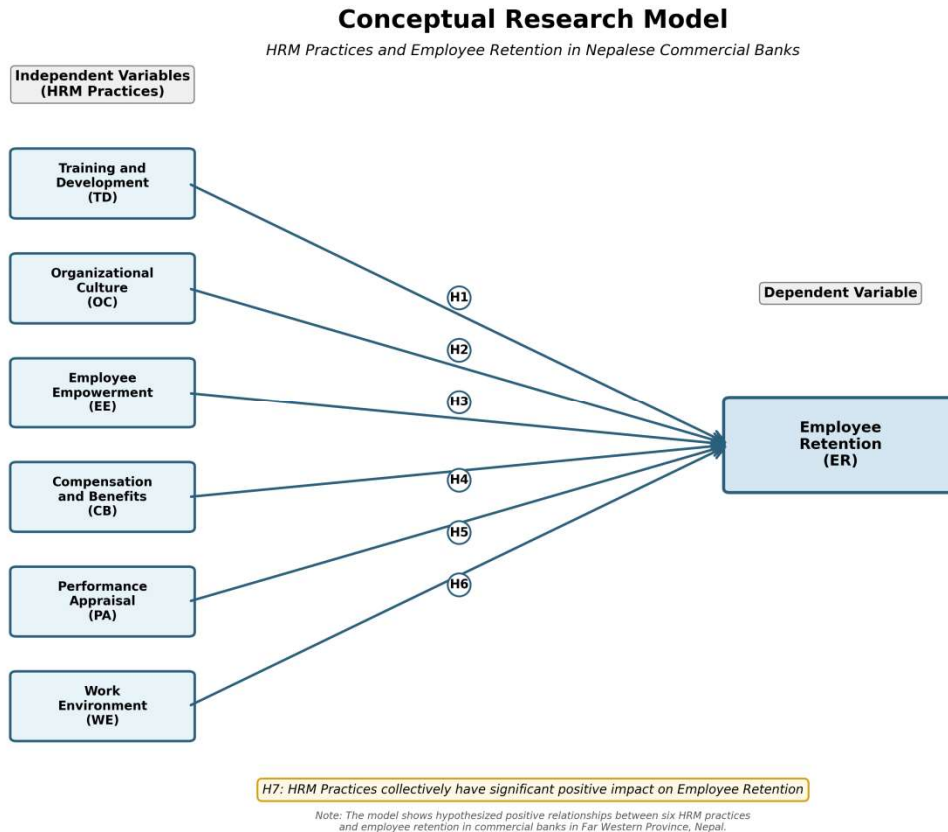 Conceptual Research Model
HRM Practices and Employee Retention in Nepalese Commercial Banks
Independent Variables
(HRM Practices)
Training and
Development
(TD)
Organizational
Culture
(OC)
Employee
Empowerment
(EE)
Compensation
and Benefits
(CB)
Performance
Appraisal
(PA)
Work
Environment
(WE)
H1
H2
H3
H4
H5
H6
Dependent Variable
Employee
Retention
(ER)
H7: HRM Practices collectively have significant positive impact on Employee Retention
Note: The model shows hypothesized positive relationships between six HRM practices
and employee retention in commercial banks in Far Western Province, Nepal.